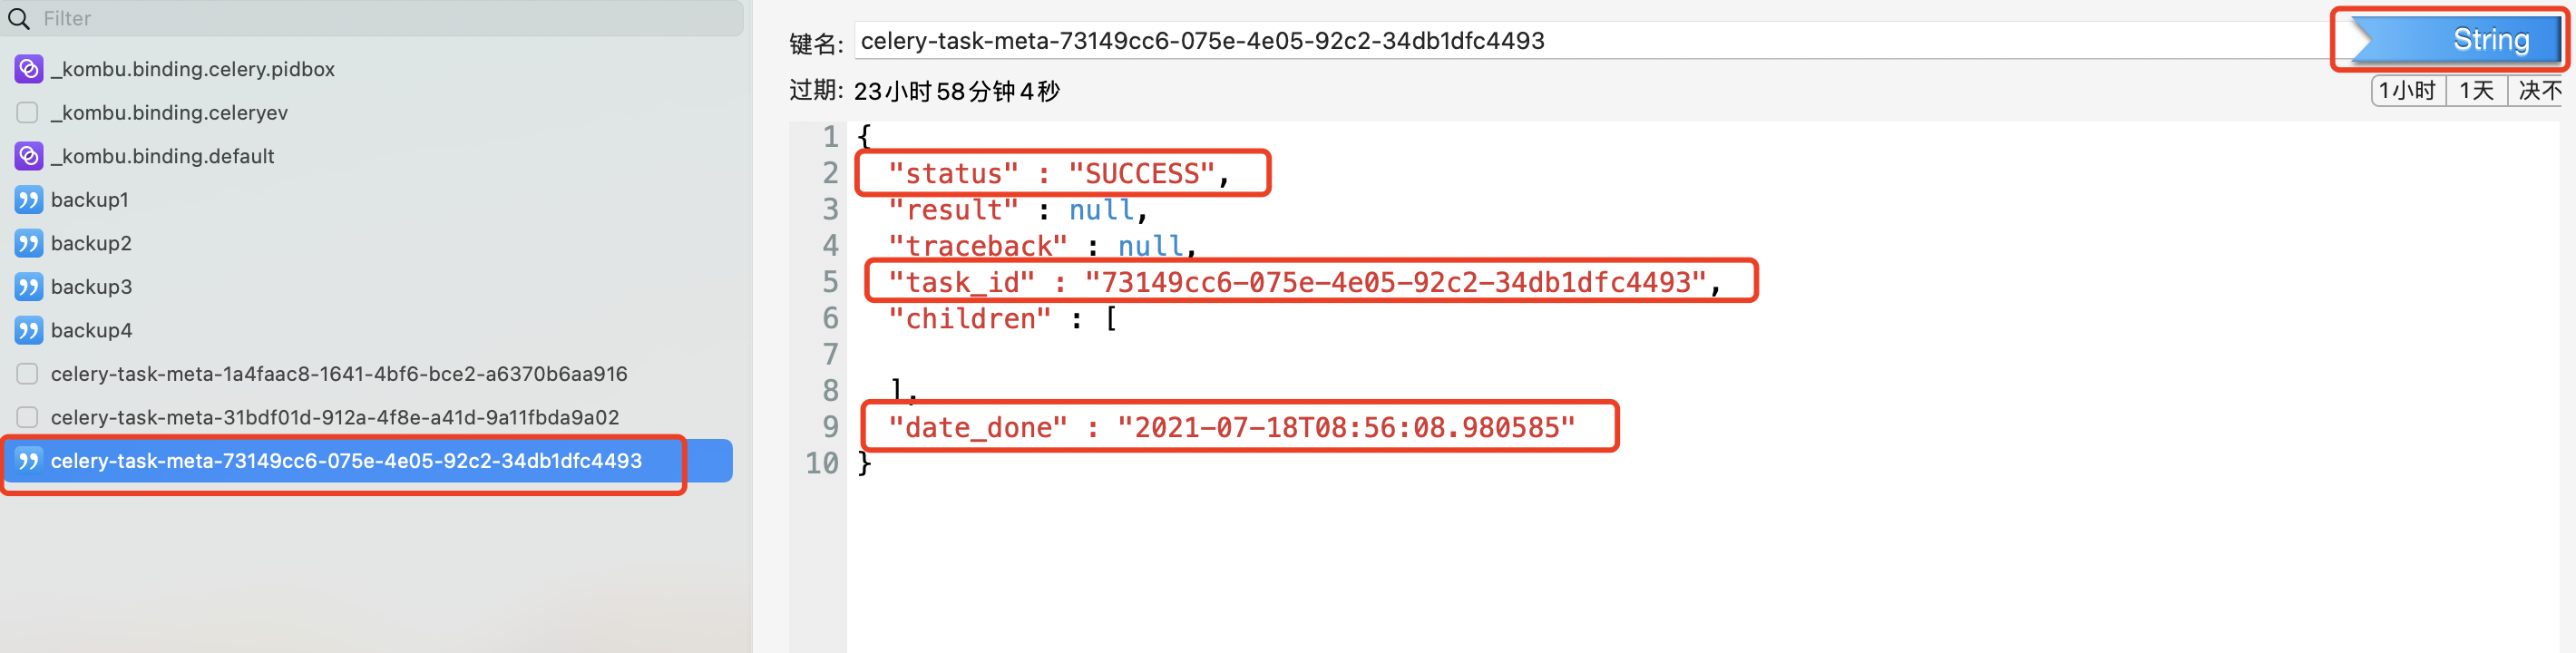 Filter
_kombu.binding.celery.pidbox
_kombu.binding.celeryev
_kombu.binding.default
backup1
backup2
backup3
backup4
celery-task-meta-1a4faac8-1641-4bf6-bce2-a6370b6aa916
celery-task-meta-31bdf01d-912a-4f8e-a41d-9a11fbda9a02
celery-task-meta-73149cc6-075e-4e05-92c2-34db1dfc4493
键名: celery-task-meta-73149cc6-075e-4e05-92c2-34db1dfc4493 String
过期: 23小时58分钟4秒 1小时 1天 决不
1 {
2 "status" : "SUCCESS",
3 "result" : null,
4 "traceback" : null,
5 "task_id" : "73149cc6-075e-4e05-92c2-34db1dfc4493",
6 "children" : [
7
8 ],
9 "date_done" : "2021-07-18T08:56:08.980585"
10 }